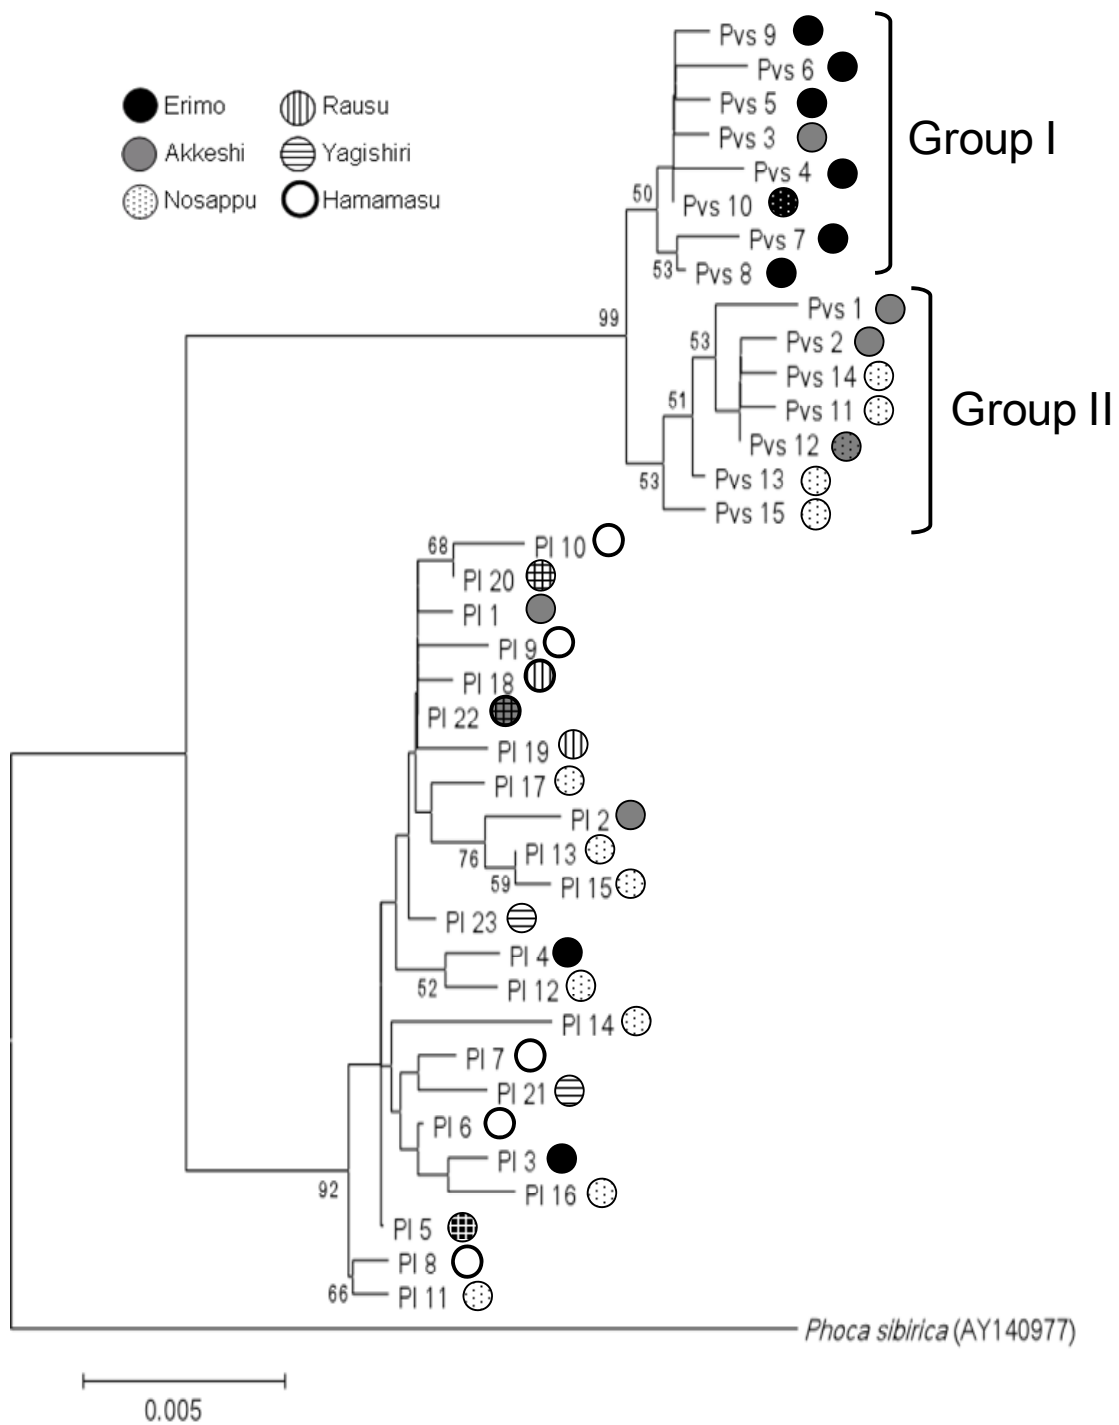 Pvs 9
Pvs 6
Erimo
Rausu
Pvs 5
Group I
Pvs 3
Akkeshi
Yagishiri
Pvs 4
50
Nosappu
Hamamasu
Pvs 10
Pvs 7
53
Pvs 8
99
Pvs 1
53
Pvs 2
Pvs 14
51
Pvs 11
Group II
Pvs 12
53
Pvs 13
Pvs 15
68
Pl 10
Pl 20
Pl 1
Pl 9
Pl 18
Pl 22
Pl 19
Pl 17
Pl 2
76
Pl 13
59
Pl 15
Pl 23
Pl 4
52
Pl 12
Pl 14
Pl 7
Pl 21
Pl 6
Pl 3
92
Pl 16
Pl 5
Pl 8
66
Pl 11
Phoca sibirica (AY140977)
0.005